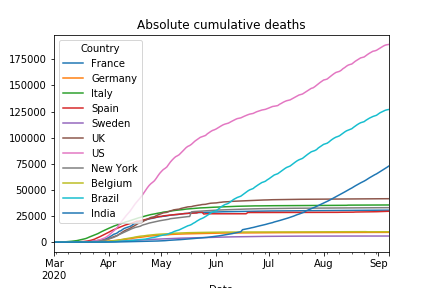 Absolute cumulative deaths
Country
France
Germany
Italy
Spain
Sweden
UK
US
New York
Belgium
Brazil
India
175000
150000
125000
100000
75000
50000
25000
0
Mar Apr May Jun Jul Aug Sep
2020
Date